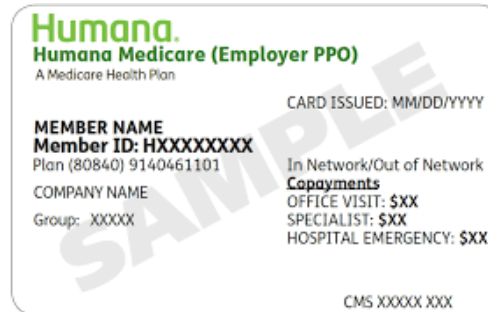 Humana.
Humana Medicare (Employer PPO)
A Medicare Health Plan
CARD ISSUED: MM/DD/YYYY
MEMBER NAME
Member ID: HXXXXXXXX
Plan (80840) 9140461101
COMPANY NAME
Group: XXXXX
In Network/Out of Network
Copayments
OFFICE VISIT: $XX
SPECIALIST: $XX
HOSPITAL EMERGENCY: $XX
CMS XXXXX XXX
SAMPLE